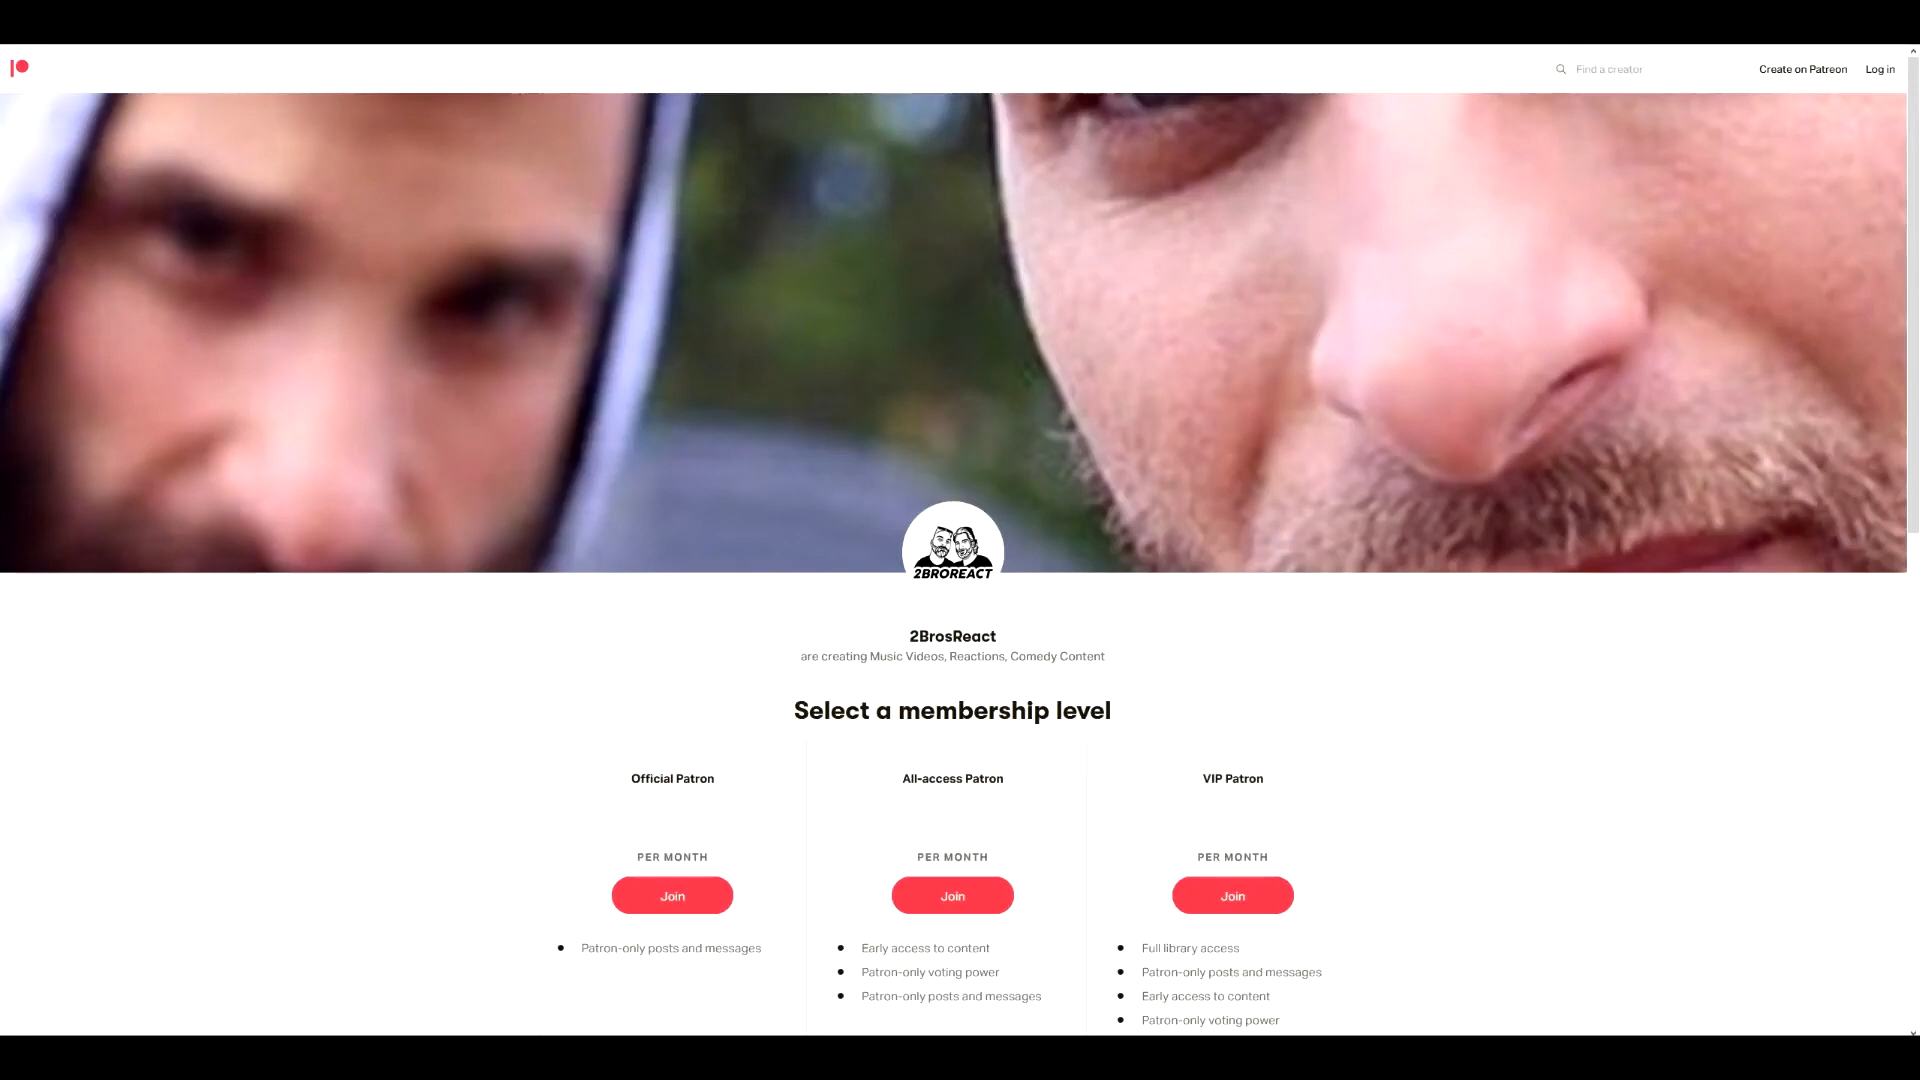 Find a creator
Create on Patreon
Log in
2BROREACT
2BrosReact
are creating Music Videos, Reactions, Comedy Content
Select a membership level
Official Patron
PER MONTH
Join
Patron-only posts and messages
All-access Patron
PER MONTH
Join
Early access to content
Patron-only voting power
Patron-only posts and messages
VIP Patron
PER MONTH
Join
Full library access
Patron-only posts and messages
Early access to content
Patron-only voting power